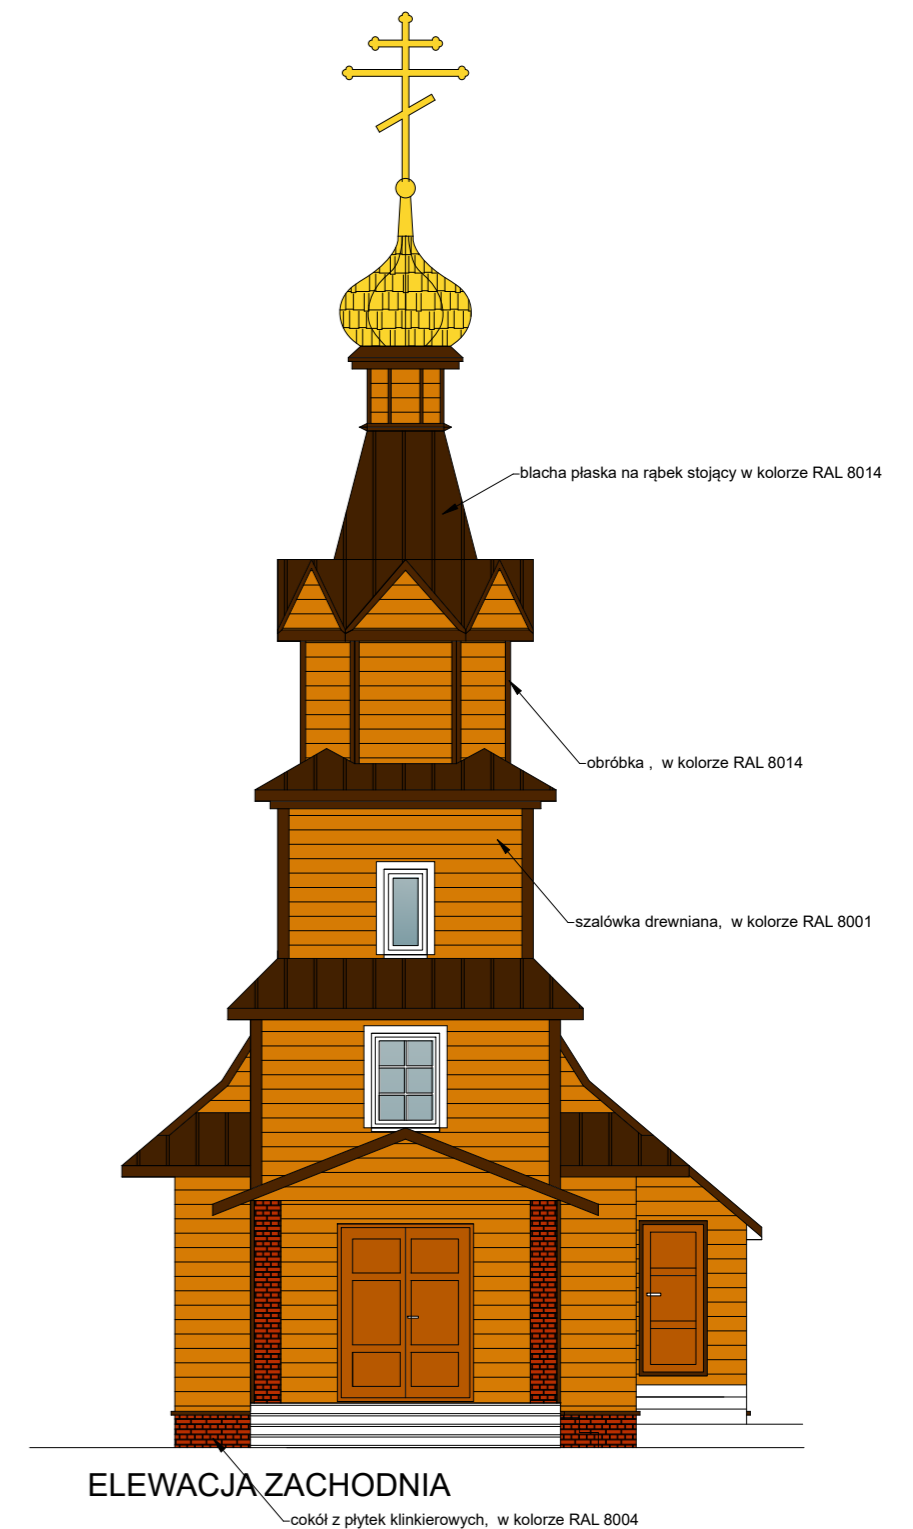 blacha płaska na rąbek stojący w kolorze RAL 8014
obróbka , w kolorze RAL 8014
szalówka drewniana, w kolorze RAL 8001
ELEWACJA ZACHODNIA
cokół z płytek klinkierowych, w kolorze RAL 8004